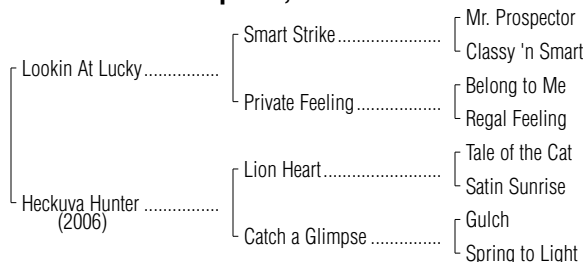 Mr. Prospector
Smart Strike....................
Classy 'n Smart
Lookin At Lucky...............
Belong to Me
Private Feeling .................
Regal Feeling
Tale of the Cat
Lion Heart........................
Satin Sunrise
Heckuva Hunter ...............
(2006)
Gulch
Catch a Glimpse ..............
Spring to Light